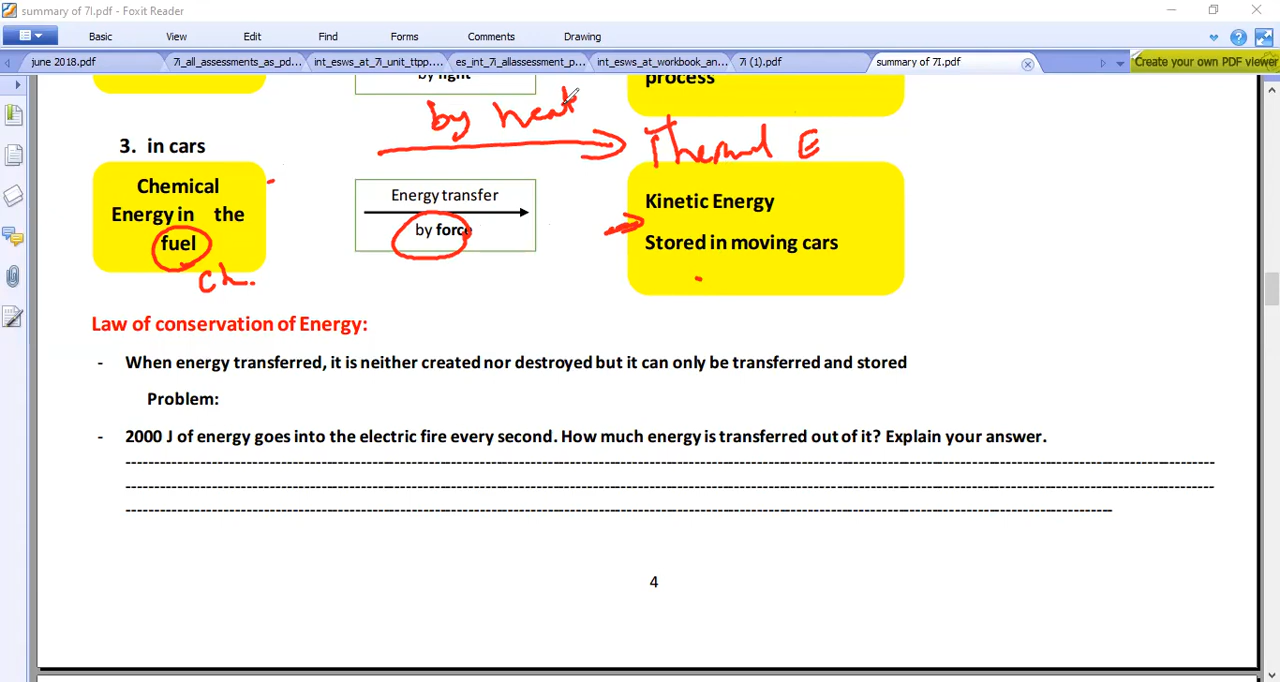 summary of 7I.pdf - Foxit Reader
Basic View Edit Find Forms Comments Drawing
june 2018.pdf 7i_all_assessments_as_pd... int_esws_at_7i_unit_ttpp.... es_int_7i_allassessment_p... int_esws_at_workbook_an... 7i (1).pdf summary of 7I.pdf Create your own PDF viewer
by light
process
by heat
3. in cars
Thermal E
Chemical
Energy in the
fuel
Ch.
Energy transfer
by force
Kinetic Energy
Stored in moving cars
Law of conservation of Energy:
- When energy transferred, it is neither created nor destroyed but it can only be transferred and stored
Problem:
- 2000 J of energy goes into the electric fire every second. How much energy is transferred out of it? Explain your answer.
4